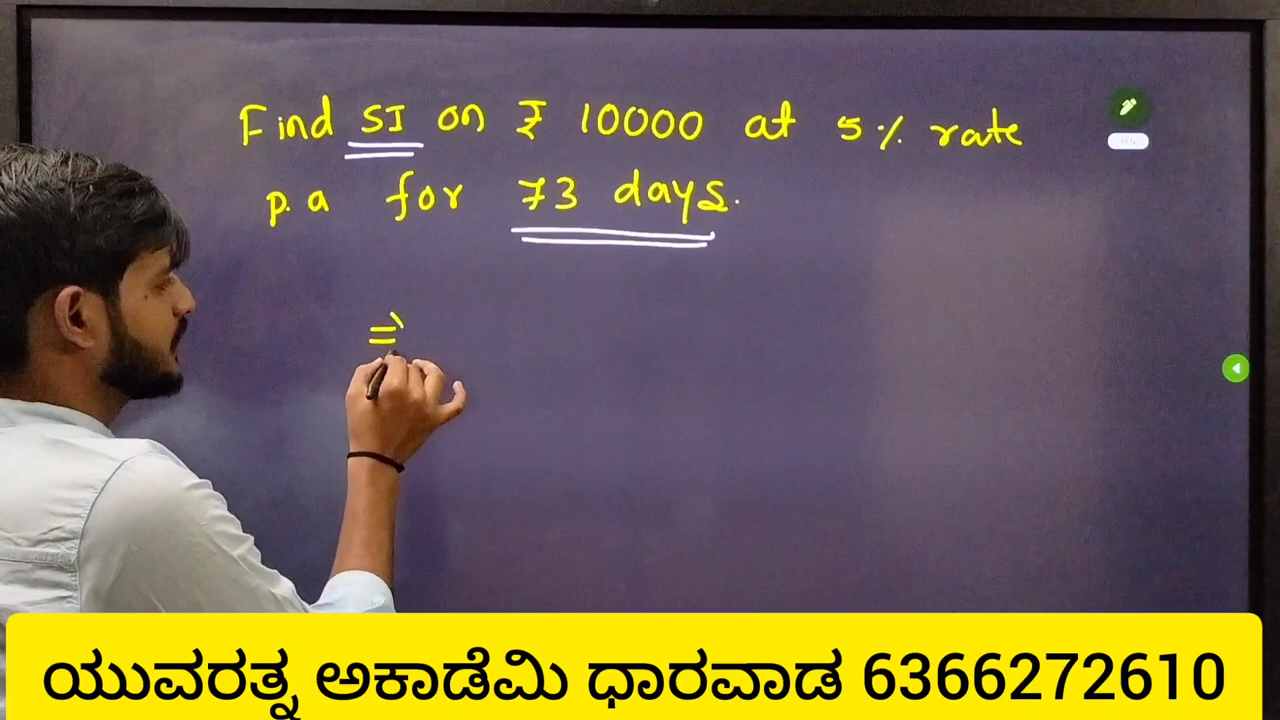 Find SI on ₹ 10000 at 5% rate
p.a for 73 days.
⇒
ಯುವರತ್ನ ಅಕಾಡೆಮಿ ಧಾರವಾಡ 6366272610